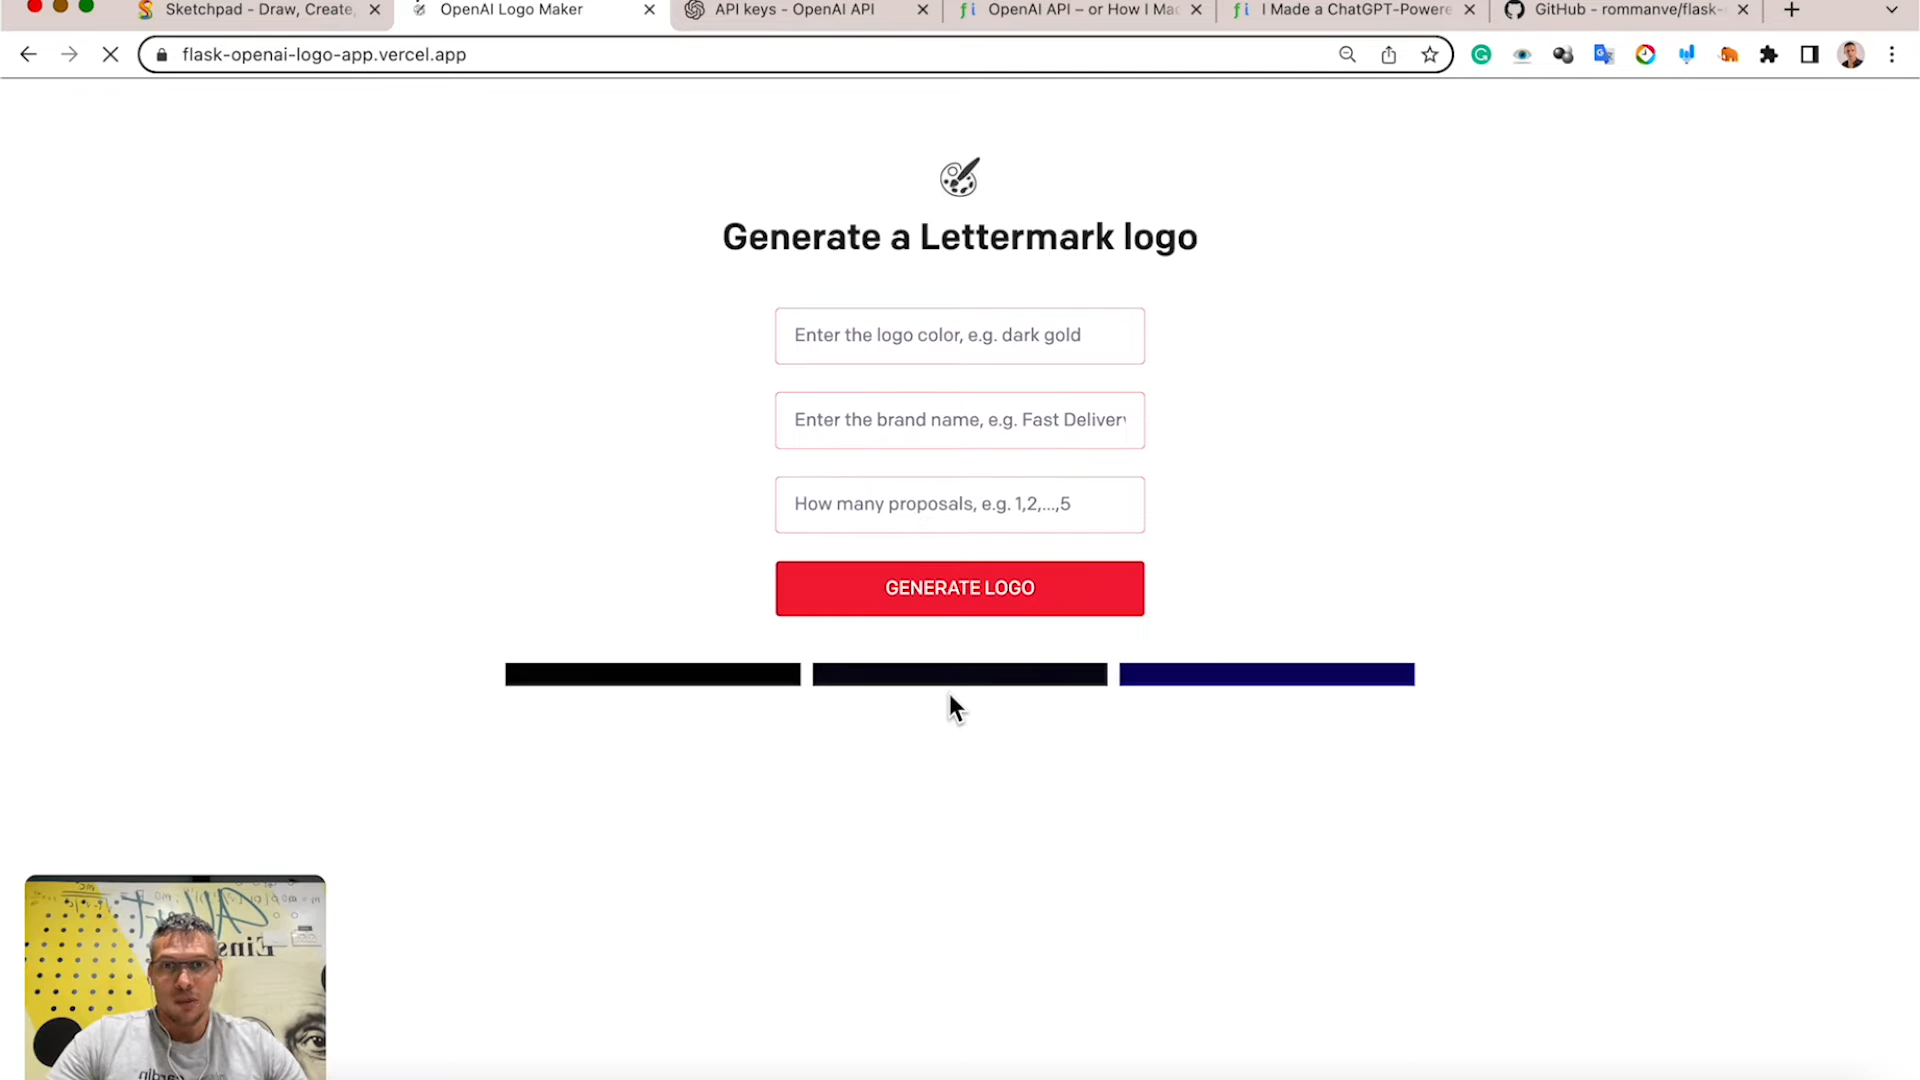 Sketchpad - Draw, Create,
OpenAI Logo Maker
API keys - OpenAI API
OpenAI API – or How I Mac
I Made a ChatGPT-Powere
GitHub - rommanve/flask-
flask-openai-logo-app.vercel.app
Generate a Lettermark logo
Enter the logo color, e.g. dark gold
Enter the brand name, e.g. Fast Delivery
How many proposals, e.g. 1,2,...,5
GENERATE LOGO